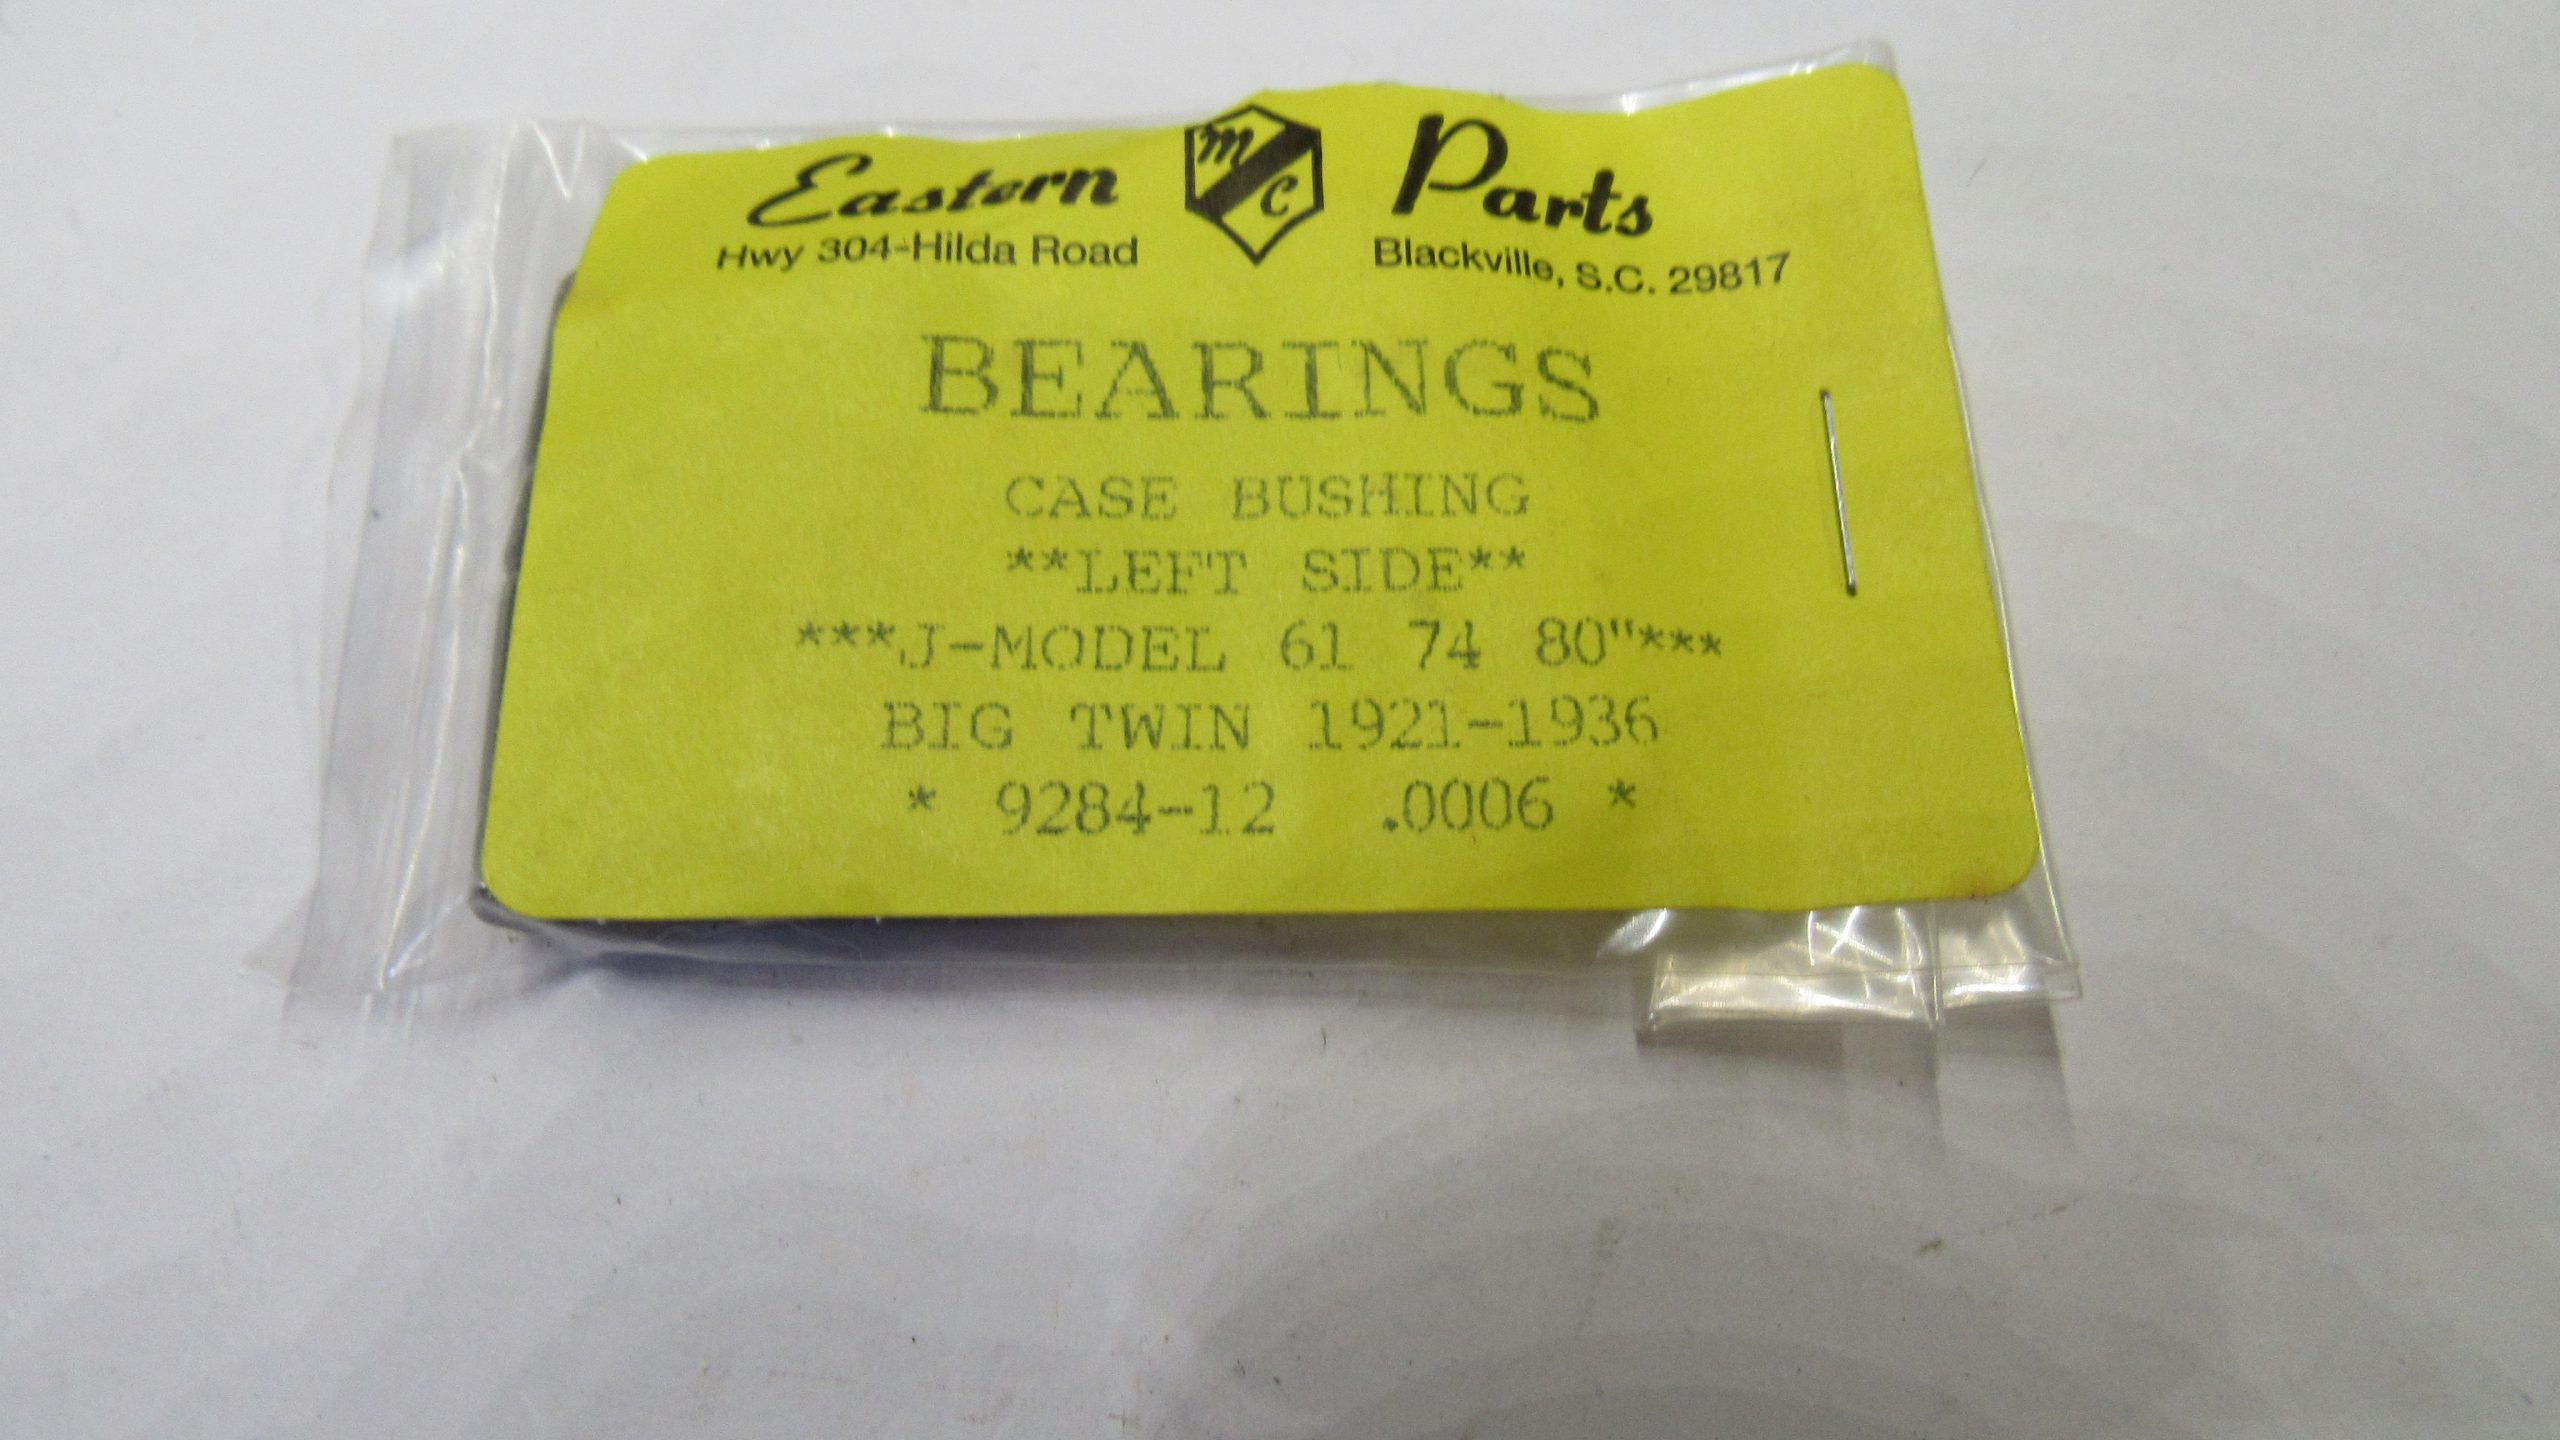 Eastern MC Parts
Hwy 304-Hilda Road Blackville, S.C. 29817
BEARINGS
CASE BUSHING
**LEFT SIDE**
***J-MODEL 61 74 80"***
BIG TWIN 1921-1936
* 9284-12 .0006 *